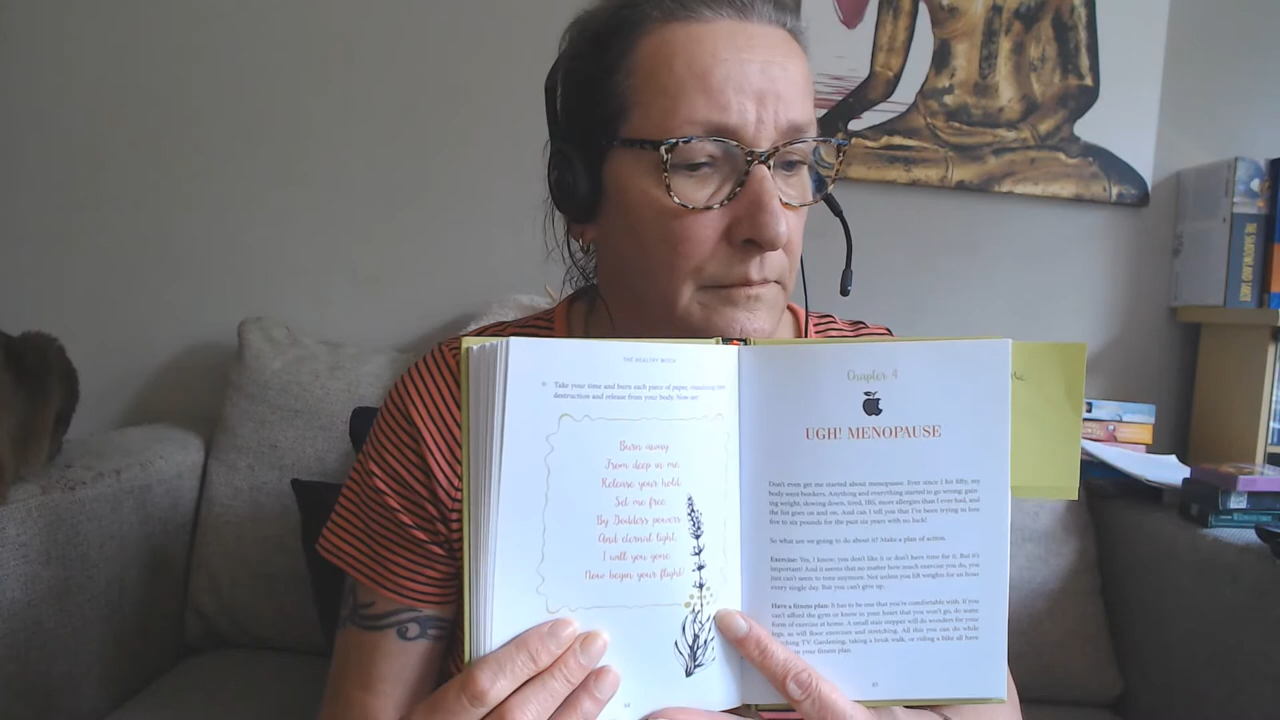 THE HEALTHY WITCH
Take your time and burn each piece of paper, visualizing the
destruction and release from your body. Now say
Burn away
From deep in me.
Release your hold.
Set me free.
By Goddess powers
And eternal light.
I will you gone.
Now begin your flight!
84
Chapter 4
UGH! MENOPAUSE
Don't even get me started about menopause. Ever since I hit fifty, my
body went bonkers. Anything and everything started to go wrong: gain-
ing weight, slowing down, tired, IBS, more allergies than I ever had, and
the list goes on and on. And can I tell you that I've been trying to lose
five to six pounds for the past six years with no luck!
So what are we going to do about it? Make a plan of action.
Exercise: Yes, I know; you don't like it or don't have time for it. But it's
important! And it seems that no matter how much exercise you do, you
just can't seem to tone anymore. Not unless you lift weights for an hour
every single day. But you can't give up.
Have a fitness plan: It has to be one that you're comfortable with. If you
can't afford the gym or know in your heart that you won't go, do some
form of exercise at home. A small stair stepper will do wonders for your
legs, so will floor exercises and stretching. All this you can do while
watching TV. Gardening, taking a brisk walk, or riding a bike all have
your fitness plan.
85
THE SHADOWLAND TAROT